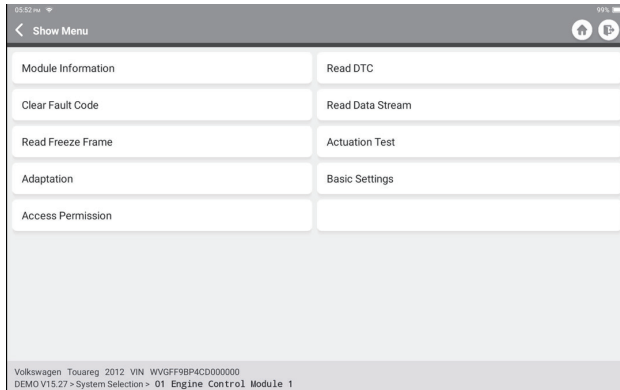 05:52 PM
99%
Show Menu
Module Information
Read DTC
Clear Fault Code
Read Data Stream
Read Freeze Frame
Actuation Test
Adaptation
Basic Settings
Access Permission
Volkswagen Touareg 2012 VIN WVGFF9BP4CD000000
DEMO V15.27 > System Selection > 01 Engine Control Module 1